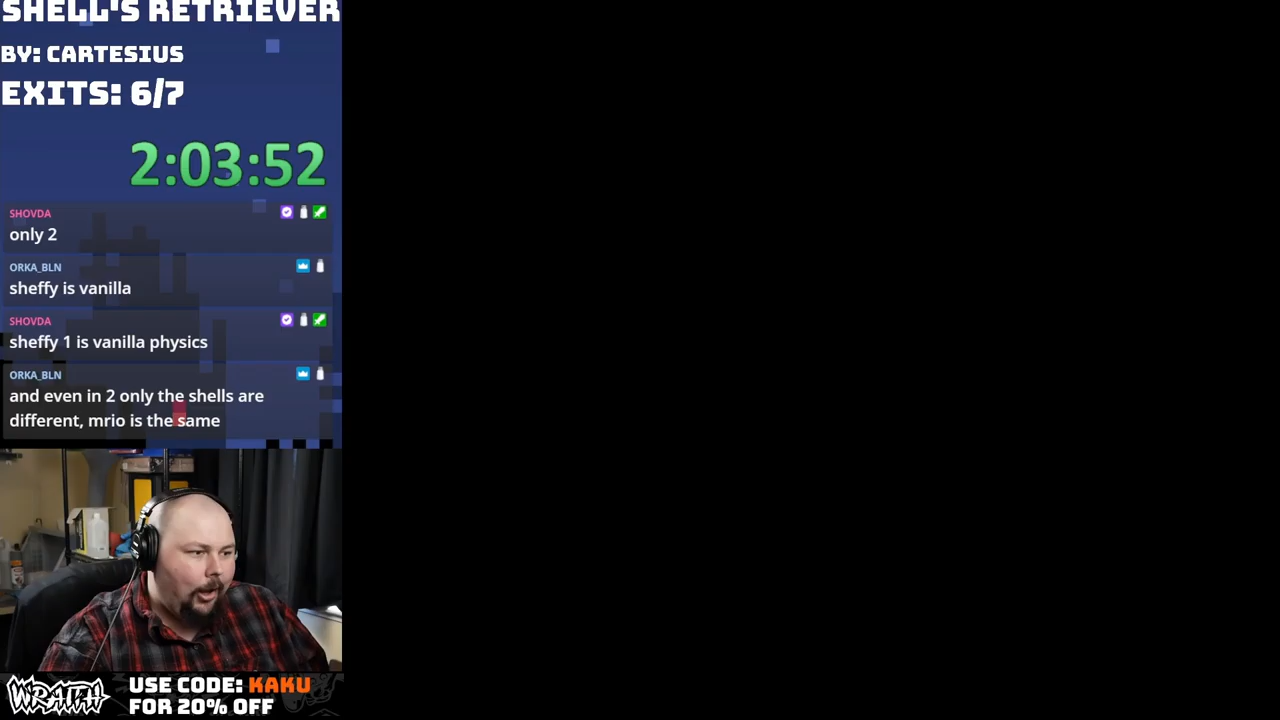 SHELL'S RETRIEVER
BY: CARTESIUS
EXITS: 6/7
2:03:52
SHOVDA
only 2
ORKA_BLN
sheffy is vanilla
SHOVDA
sheffy 1 is vanilla physics
ORKA_BLN
and even in 2 only the shells are
different, mrio is the same
WRATH
USE CODE: KAKU
FOR 20% OFF